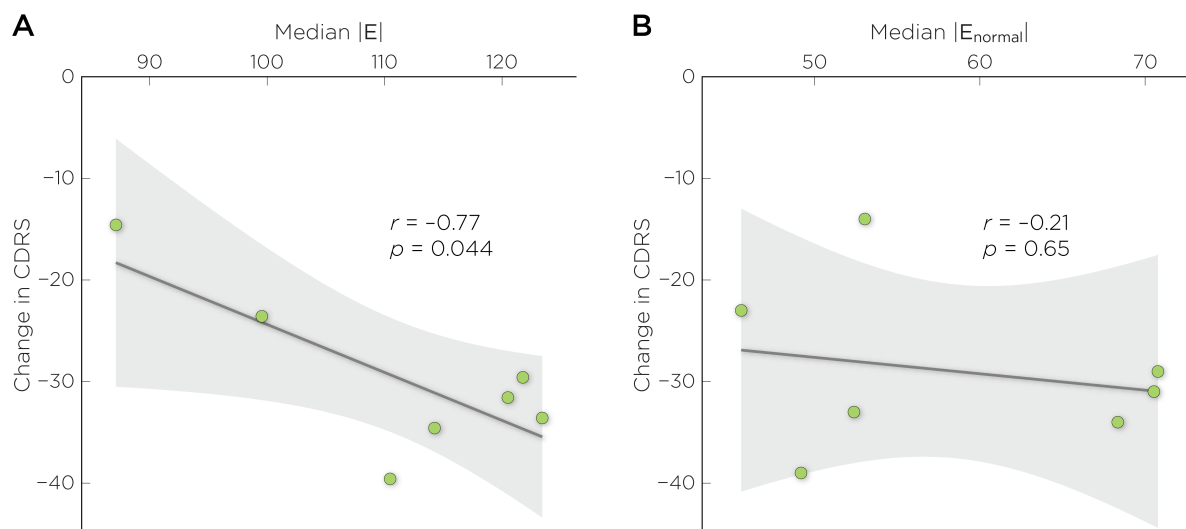 A
Median |E|
90 100 110 120
0
−10
−20
−30
−40
Change in CDRS
r = −0.77
p = 0.044
B
Median |Enormal|
50 60 70
0
−10
−20
−30
−40
Change in CDRS
r = −0.21
p = 0.65